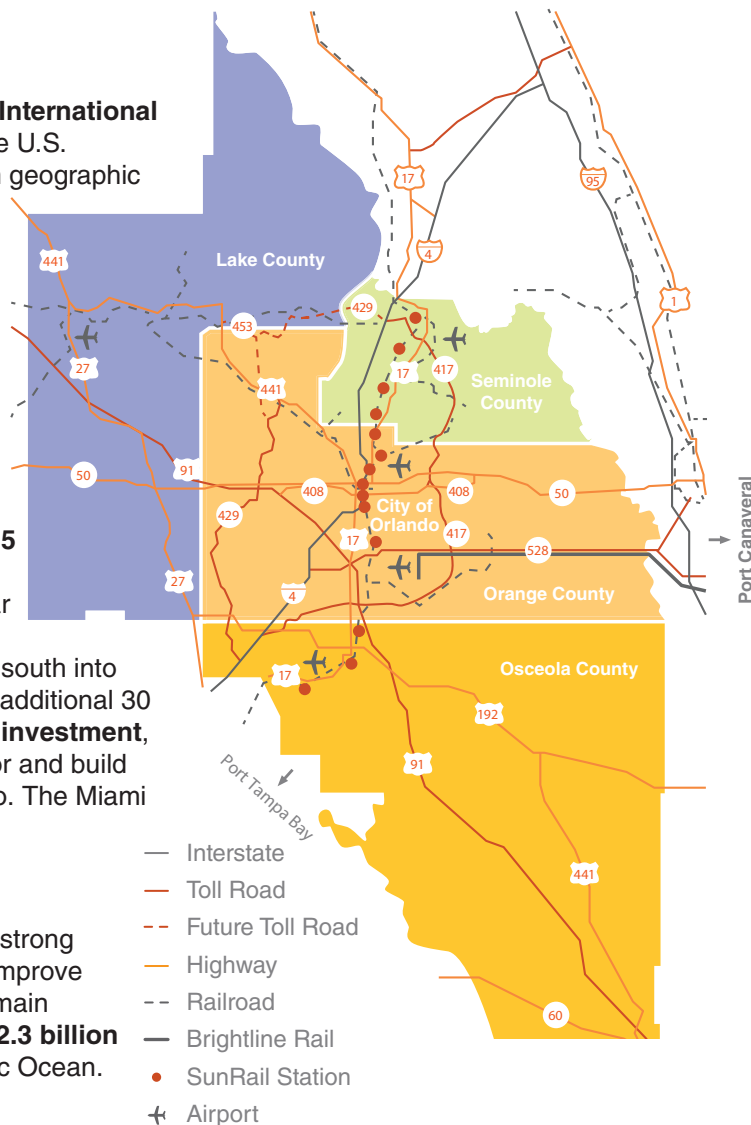 International
e U.S.
n geographic
5
ar
south into
additional 30
investment,
or and build
o. The Miami
strong
mprove
main
2.3 billion
c Ocean.
17
95
4
441
Lake County
1
429
453
27
17
417
Seminole
County
441
91
50
408
408
50
City of
Orlando
429
17
417
528
Port Canaveral
27
4
Orange County
Osceola County
17
192
91
Port Tampa Bay
441
60
Interstate
Toll Road
Future Toll Road
Highway
Railroad
Brightline Rail
SunRail Station
Airport